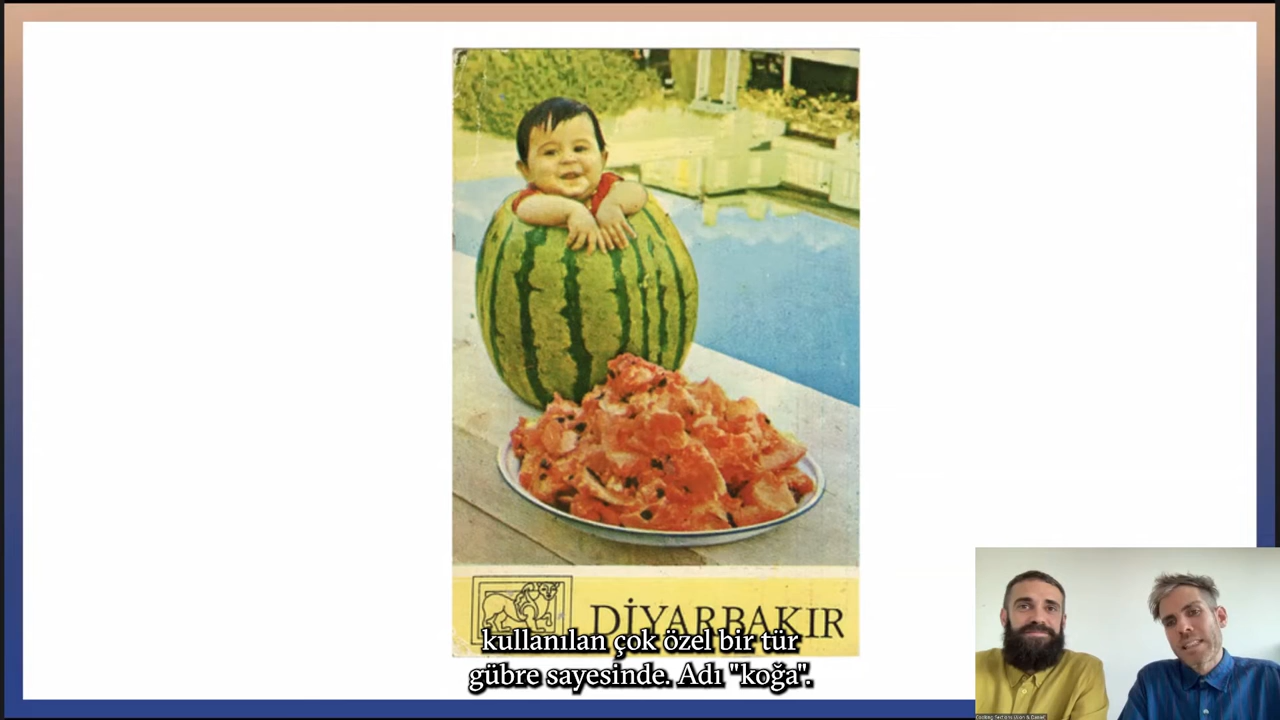 DİYARBAKIR
kullanılan çok özel bir tür
gübre sayesinde. Adı "koğa".